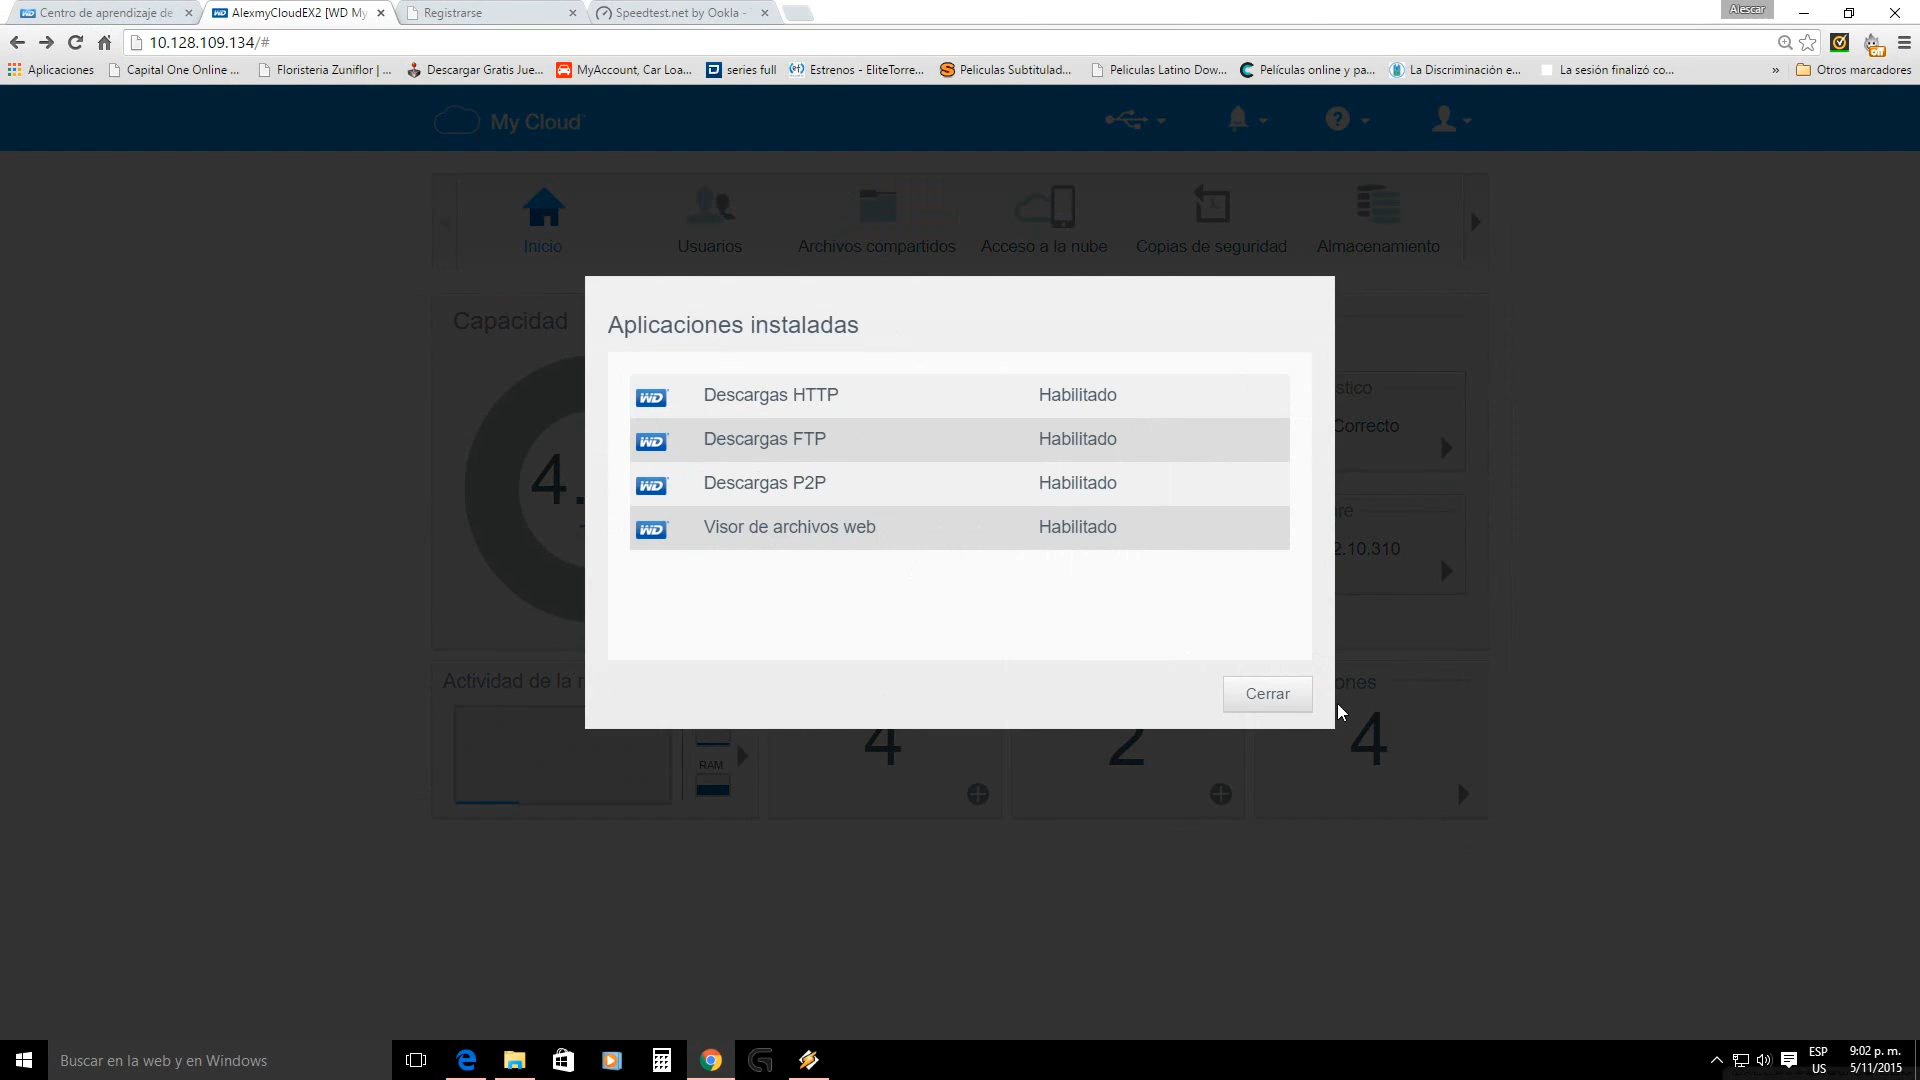 Centro de aprendizaje de
AlexmyCloudEX2 [WD My
Registrarse
Speedtest.net by Ookla -
Alescar
10.128.109.134/#
Aplicaciones
Capital One Online ...
Floristeria Zuniflor | ...
Descargar Gratis Jue...
MyAccount, Car Loa...
series full
Estrenos - EliteTorre...
Peliculas Subtitulad...
Peliculas Latino Dow...
Películas online y pa...
La Discriminación e...
La sesión finalizó co...
»
Otros marcadores
My Cloud
Inicio
Usuarios
Archivos compartidos
Acceso a la nube
Copias de seguridad
Almacenamiento
Capacidad
4.
Aplicaciones instaladas
WD Descargas HTTP Habilitado
WD Descargas FTP Habilitado
WD Descargas P2P Habilitado
WD Visor de archivos web Habilitado
Cerrar
stico
Correcto
re
2.10.310
Actividad de la r
RAM
4
2
ones
4
Buscar en la web y en Windows
ESP
US
9:02 p. m.
5/11/2015